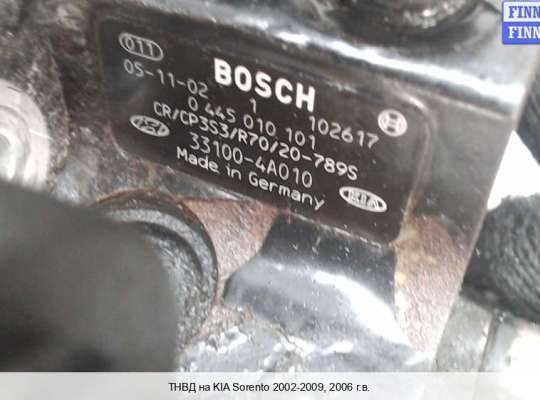 FINN
FINN
011
BOSCH
05-11-02 1 102617
0 445 010 101
CR/CP3S3/R70/20-789S
33100-4A010
Made in Germany
ТНВД на KIA Sorento 2002-2009, 2006 г.в.